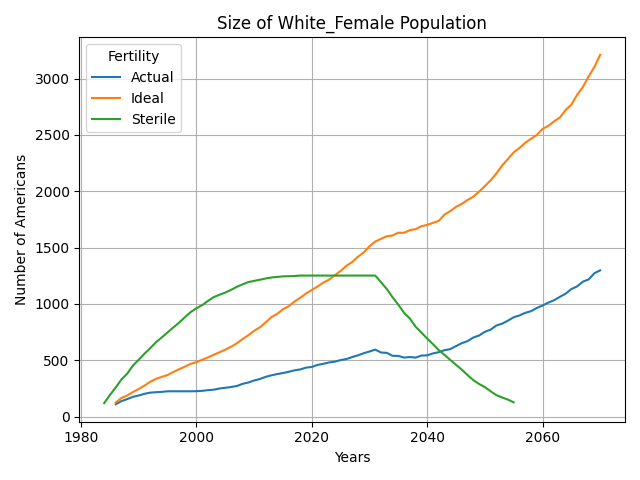 Size of White_Female Population
Fertility
Actual
Ideal
Sterile
Number of Americans
3000
2500
2000
1500
1000
500
0
1980
2000
2020
2040
2060
Years